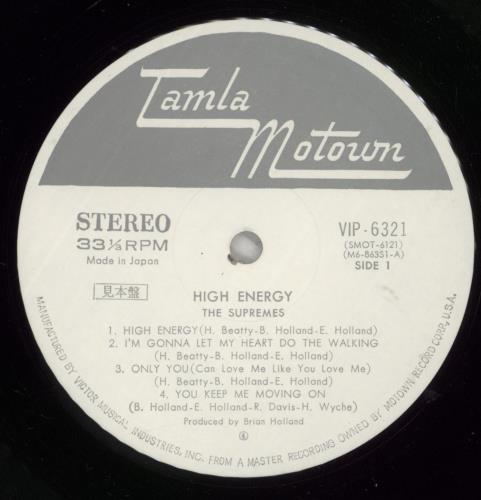 Tamla
Motown
STEREO
33⅓RPM
Made in Japan
VIP-6321
(SMOT-6121)
(M6-863S1-A)
SIDE 1
見本盤
HIGH ENERGY
THE SUPREMES
1. HIGH ENERGY(H. Beatty-B. Holland-E. Holland)
2. I'M GONNA LET MY HEART DO THE WALKING
(H. Beatty-B. Holland-E. Holland)
3. ONLY YOU(Can Love Me Like You Love Me)
(H. Beatty-B. Holland-E. Holland)
4. YOU KEEP ME MOVING ON
(B. Holland-E. Holland-R. Davis-H. Wyche)
Produced by Brian Holland
MANUFACTURED BY VICTOR MUSICAL INDUSTRIES, INC. FROM A MASTER RECORDING OWNED BY MOTOWN RECORD CORP., U.S.A.